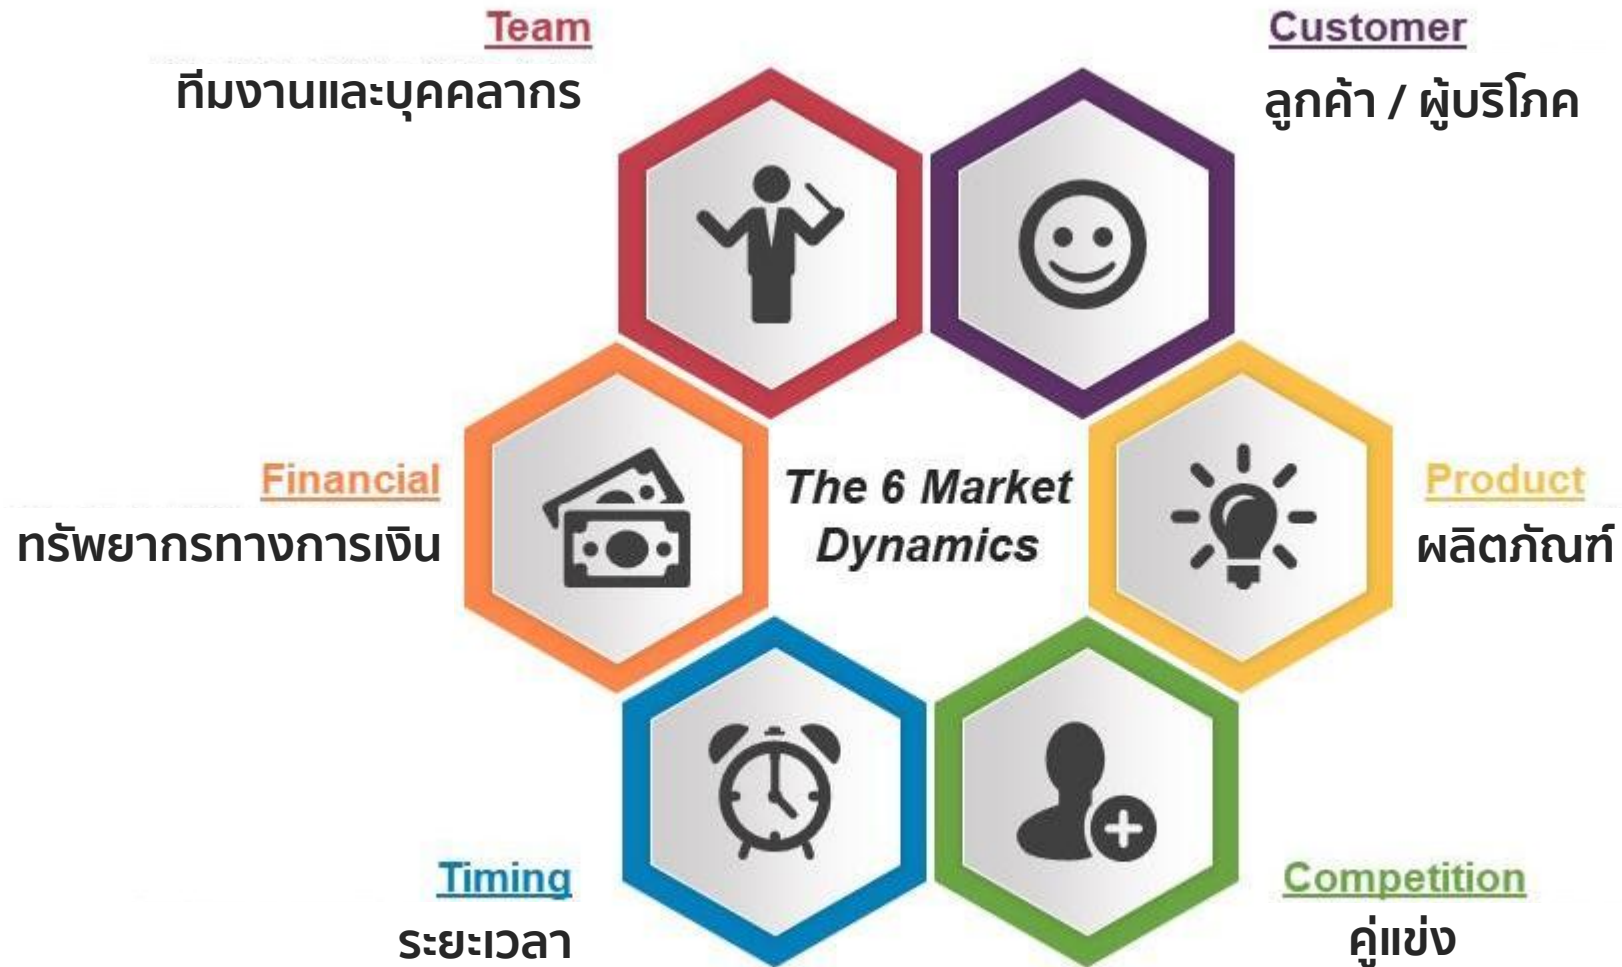 Team
ทีมงานและบุคคลากร
Customer
ลูกค้า / ผู้บริโภค
Financial
ทรัพยากรทางการเงิน
The 6 Market
Dynamics
Product
ผลิตภัณฑ์
Timing
ระยะเวลา
Competition
คู่แข่ง